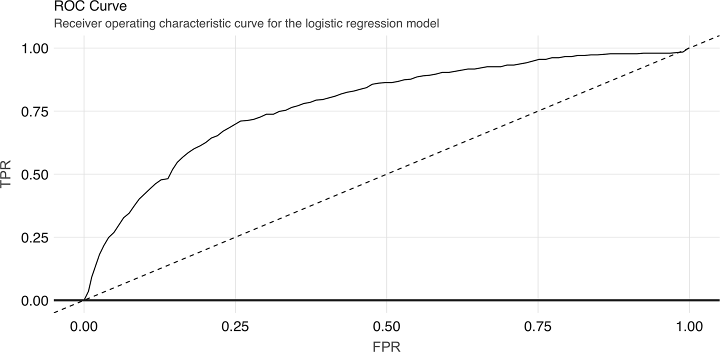 ROC Curve
Receiver operating characteristic curve for the logistic regression model
1.00
0.75
0.50
0.25
0.00
TPR
0.00 0.25 0.50 0.75 1.00
FPR